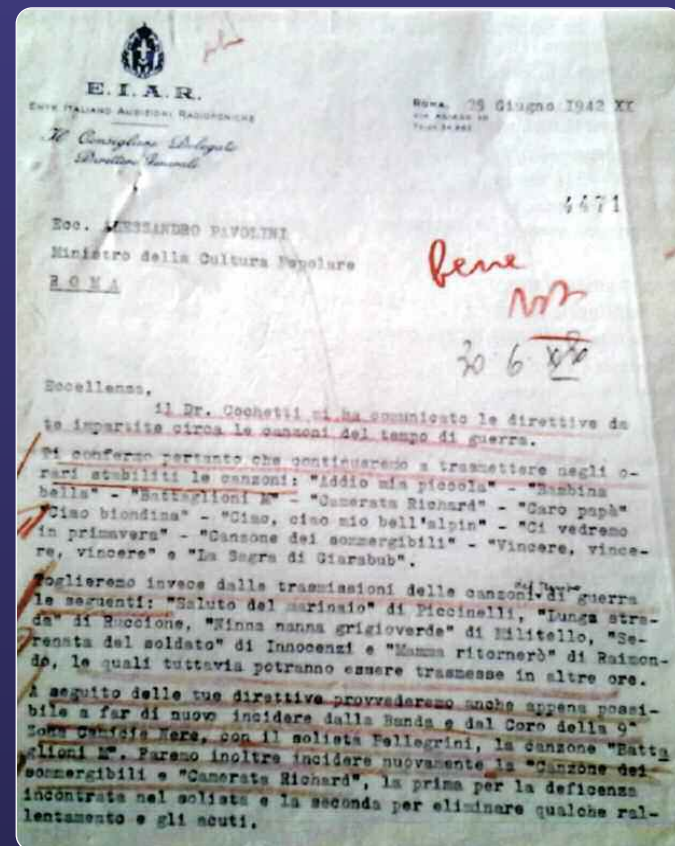 E. I. A. R.
ENTE ITALIANO AUDIZIONI RADIOFONICHE
Il Consigliere Delegato
Direttore Generale
ROMA, 25 Giugno 1942 XX
4471
Ecc. ALESSANDRO PAVOLINI
Ministro della Cultura Popolare
R O M A
Bene
30 6
Eccellenza,
il Dr. Cochetti mi ha comunicato le direttive da
te impartite circa le canzoni del tempo di guerra.
Ti confermo pertanto che continueremo a trasmettere negli o-
rari stabiliti le canzoni: "Addio mia piccola" - "Bambina
bella" - "Battaglioni M" - "Camerata Richard" - "Caro papà"
"Ciao biondina" - "Ciao, ciao mio bell'alpin" - "Ci vedremo
in primavera" - "Canzone dei sommergibili" - "Vincere, vince-
re, vincere" e "La Sagra di Giarabub".
Toglieremo invece dalle trasmissioni delle canzoni del tempo di guerra
le seguenti: "Saluto del marinaio" di Piccinelli, "Lunga stra-
da" di Ruccione, "Ninna nanna grigioverde" di Militello, "Se-
renata del soldato" di Innocenzi e "Mamma ritornerò" di Raimon-
do, le quali tuttavia potranno essere trasmesse in altre ore.
A seguito delle tue direttive provvederemo anche appena possi-
bile a far di nuovo incidere dalla Banda e dal Coro della 9^
Zona Camicie Nere, con il solista Pellegrini, la canzone "Batta
glioni M". Faremo inoltre incidere nuovamente la "Canzone dei
sommergibili e "Camerata Richard", la prima per la deficenza
incontrata nel solista e la seconda per eliminare qualche ral-
lentamento e gli acuti.